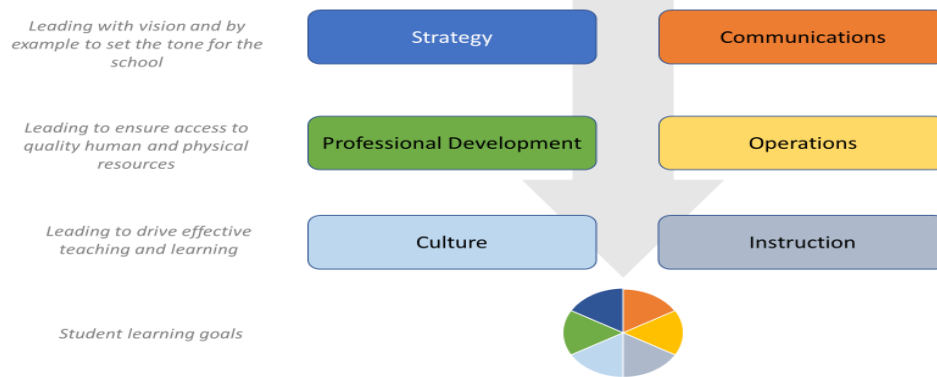 Leading with vision and by
example to set the tone for the
school
Strategy
Communications
Leading to ensure access to
quality human and physical
resources
Professional Development
Operations
Leading to drive effective
teaching and learning
Culture
Instruction
Student learning goals